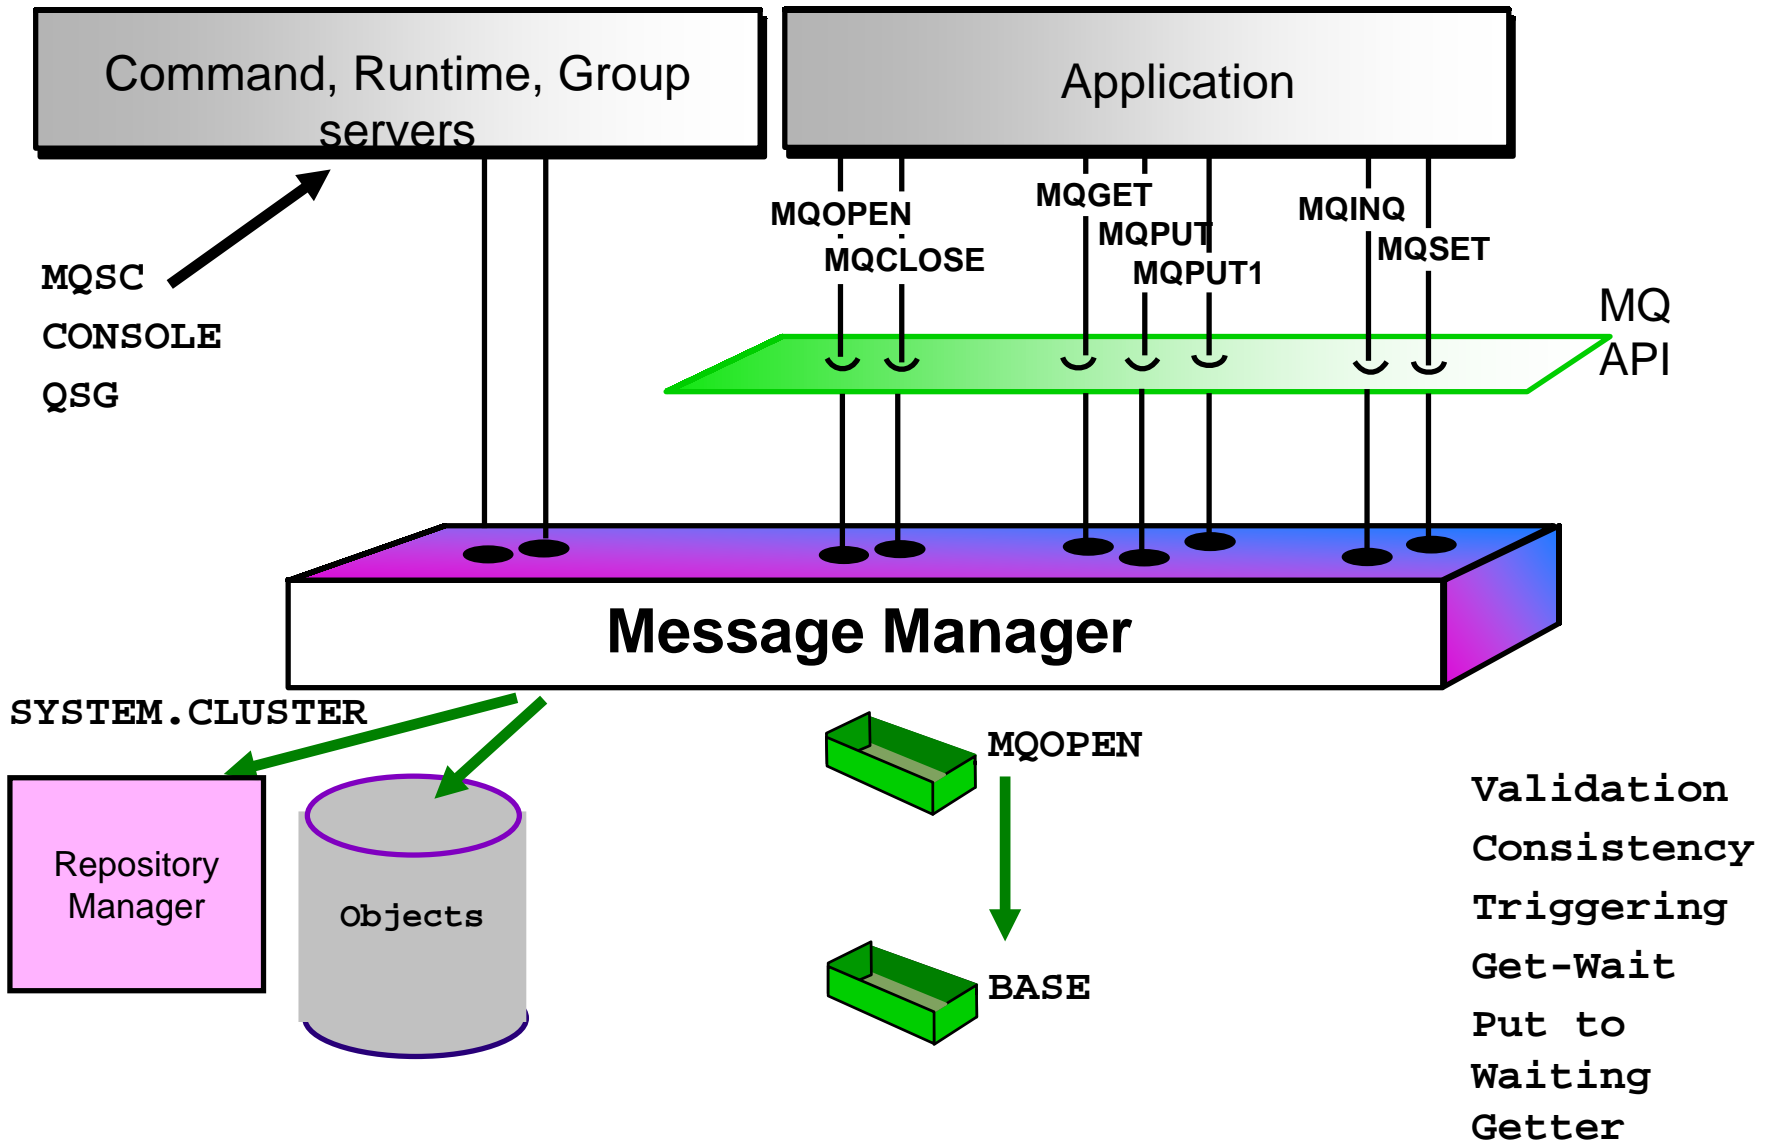 Command, Runtime, Group
servers
Application
MQOPEN
MQCLOSE
MQGET
MQPUT
MQPUT1
MQINQ
MQSET
MQSC
CONSOLE
QSG
MQ
API
Message Manager
SYSTEM.CLUSTER
Repository
Manager
Objects
MQOPEN
BASE
Validation
Consistency
Triggering
Get-Wait
Put to
Waiting
Getter